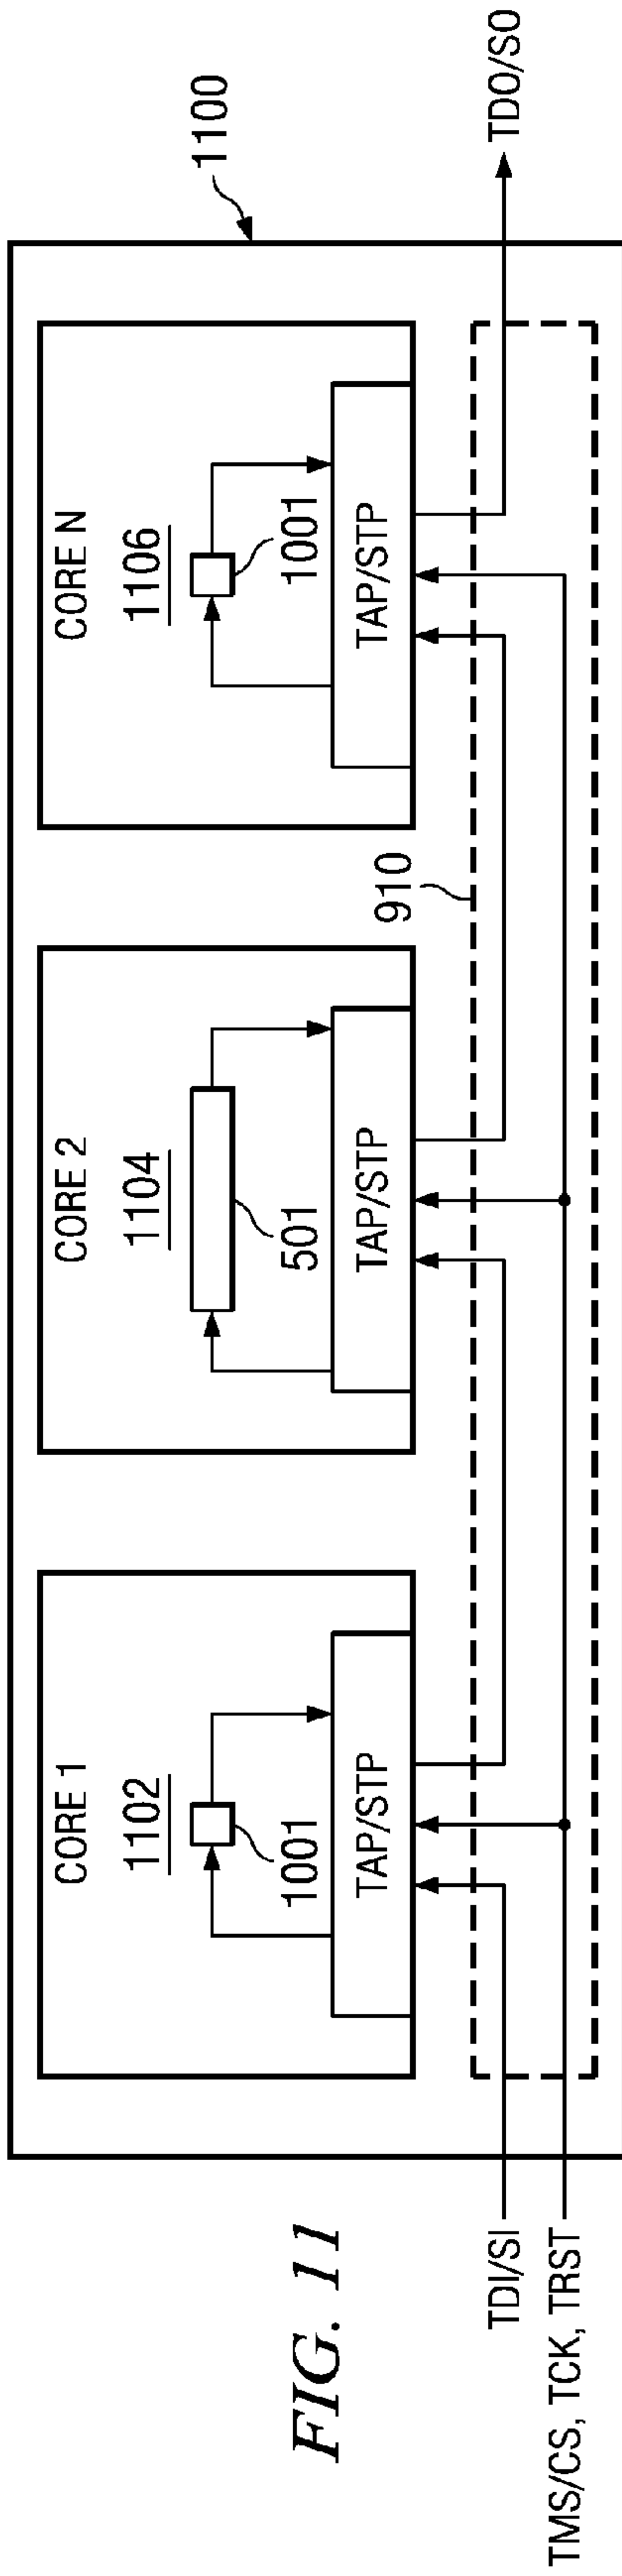 FIG. 11
1100
CORE 1
1102
1001
TAP/STP
CORE 2
1104
501
TAP/STP
CORE N
1106
1001
TAP/STP
910
TDI/SI
TMS/CS, TCK, TRST
TDO/SO